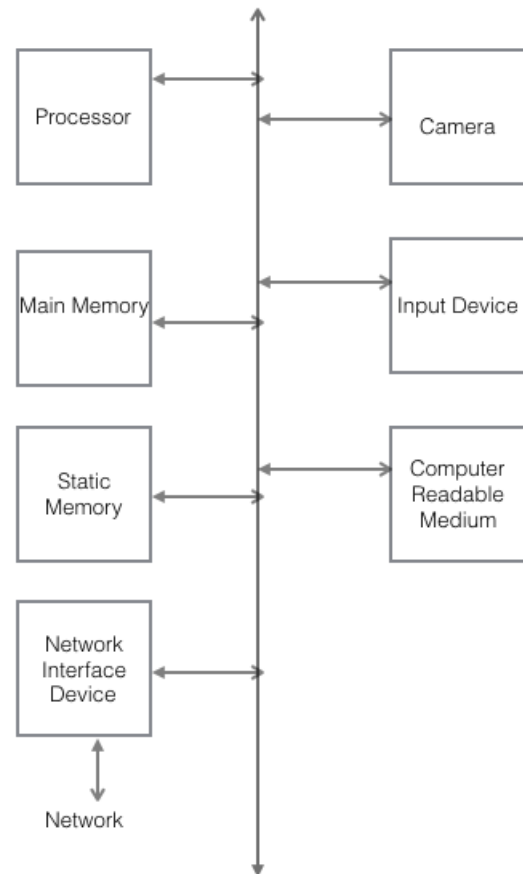 Processor
Camera
Main Memory
Input Device
Static
Memory
Computer
Readable
Medium
Network
Interface
Device
Network